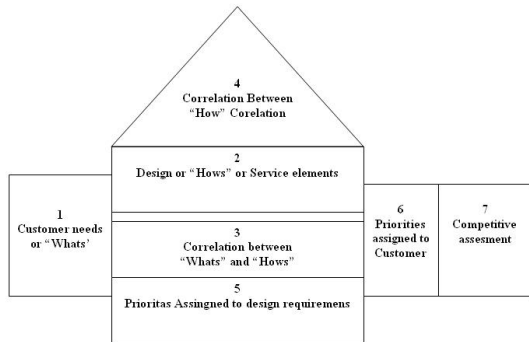 4
Correlation Between
“How” Corelation
2
Design or “Hows” or Service elements
1
Customer needs
or “Whats’
3
Correlation between
“Whats” and “Hows”
6
Priorities
assigned to
Customer
7
Competitive
assesment
5
Prioritas Assingned to design requiremens